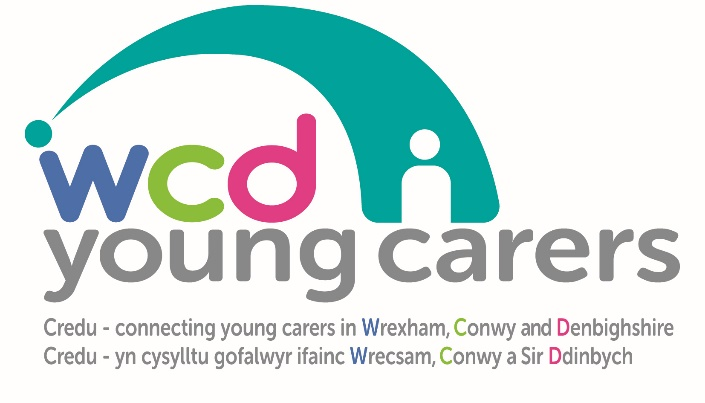 wcd
young carers
Credu - connecting young carers in Wrexham, Conwy and Denbighshire
Credu - yn cysylltu gofalwyr ifainc Wrecsam, Conwy a Sir Ddinbych